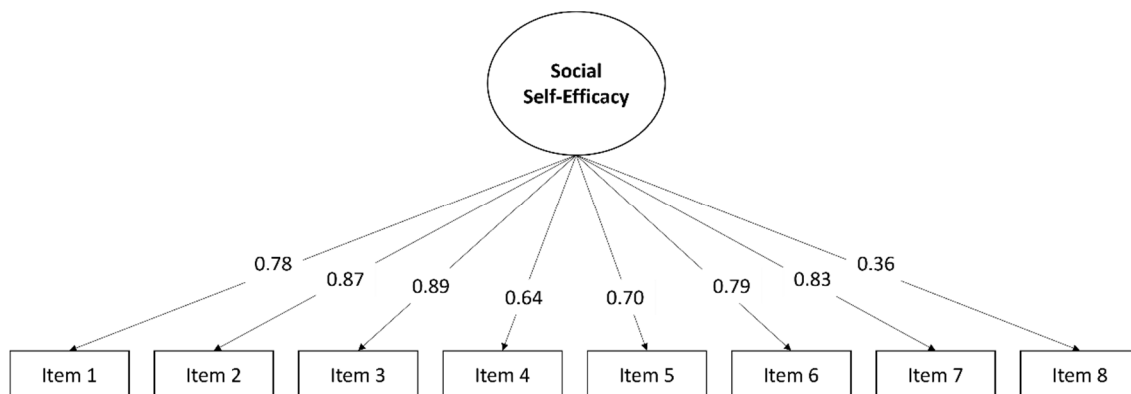 Social
Self-Efficacy
0.78
0.87
0.89
0.64
0.70
0.79
0.83
0.36
Item 1
Item 2
Item 3
Item 4
Item 5
Item 6
Item 7
Item 8